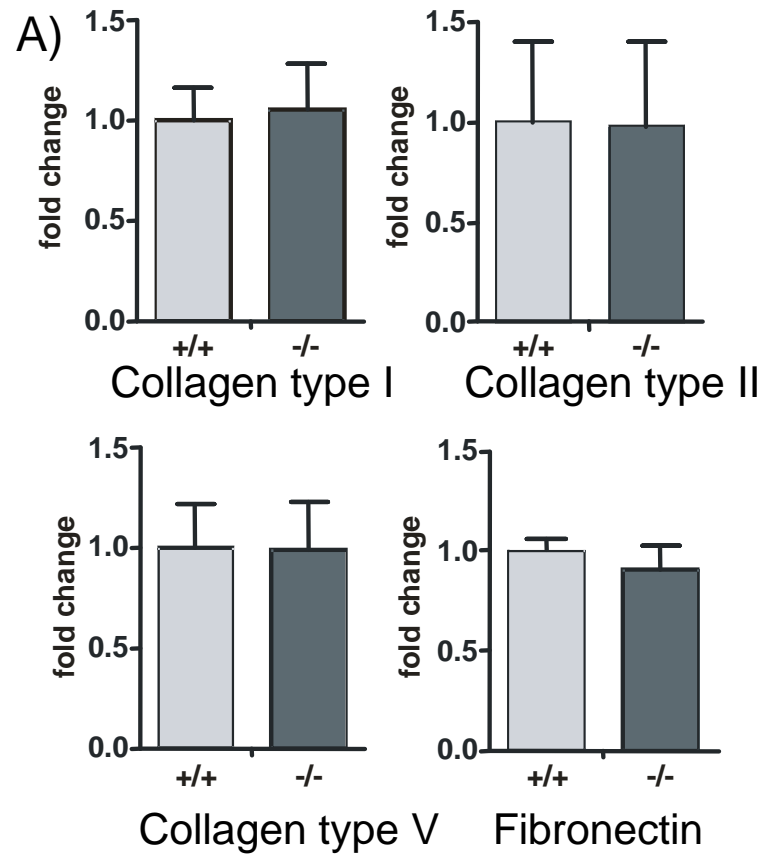 A)
fold change
1.5
1.0
0.5
0.0
+/+ -/-
Collagen type I
fold change
1.5
1.0
0.5
0.0
+/+ -/-
Collagen type II
fold change
1.5
1.0
0.5
0.0
+/+ -/-
Collagen type V
fold change
1.5
1.0
0.5
0.0
+/+ -/-
Fibronectin